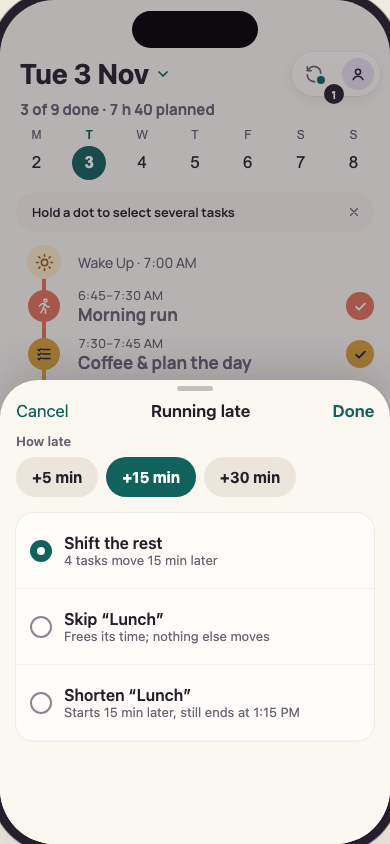 Tue 3 Nov
1
3 of 9 done · 7 h 40 planned
M T W T F S S
2 3 4 5 6 7 8
Hold a dot to select several tasks
Wake Up · 7:00 AM
6:45–7:30 AM
Morning run
7:30–7:45 AM
Coffee & plan the day
Cancel Running late Done
How late
+5 min +15 min +30 min
Shift the rest
4 tasks move 15 min later
Skip “Lunch”
Frees its time; nothing else moves
Shorten “Lunch”
Starts 15 min later, still ends at 1:15 PM